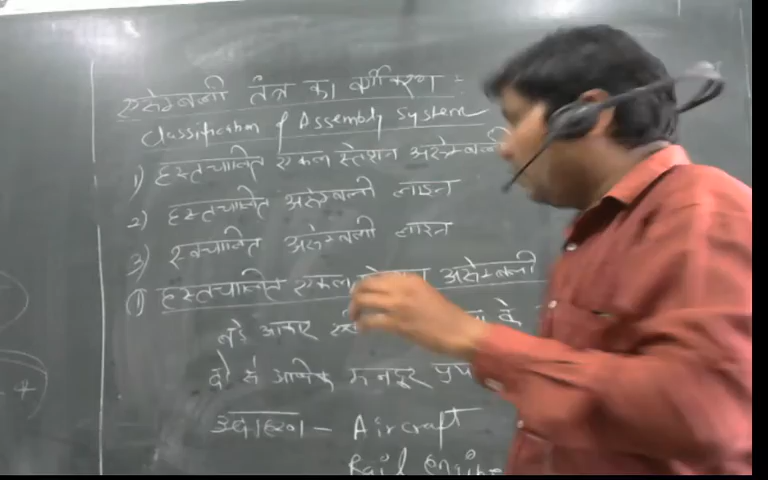 एसेम्बली तंत्र का वर्गीकरण :
Classification of Assembly System
1) हस्तचालित एकल स्टेशन असेम्बली
2) हस्तचालित असेम्बली लाइन
3) स्वचालित असेम्बली लाइन
(1) हस्तचालित एकल असेम्बली
बड़े आकार के
दो से अधिक मजदूर
उदाहरण – Aircraft
Rail engine